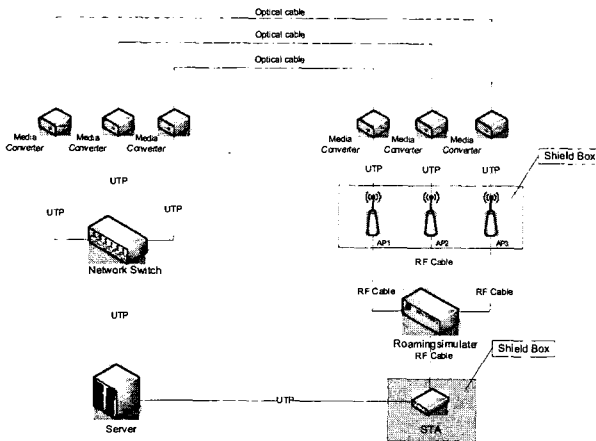 Optical cable
Optical cable
Optical cable
Media Converter
Media Converter
Media Converter
Media Converter
Media Converter
Media Converter
UTP
UTP
UTP
Shield Box
UTP
UTP
UTP
AP1
AP2
AP3
RF Cable
Network Switch
RF Cable
RF Cable
UTP
Roamingsimulater
RF Cable
Shield Box
UTP
Server
STA